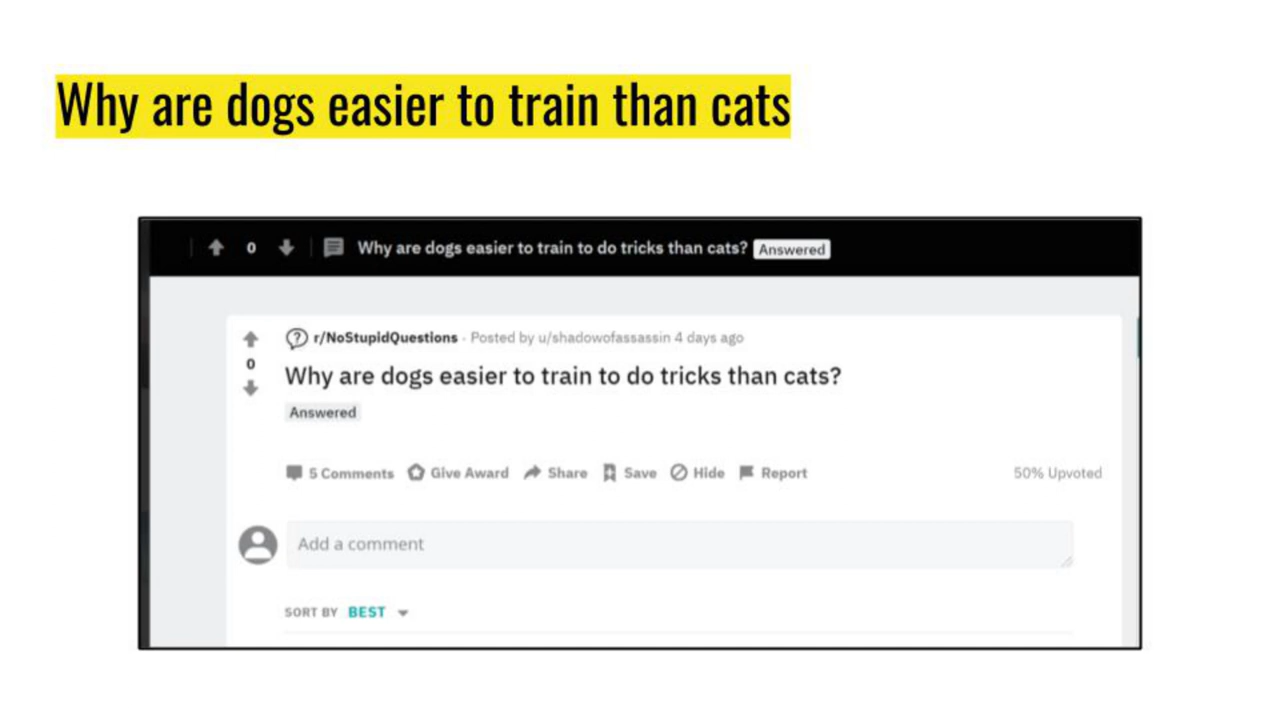 Why are dogs easier to train than cats
0 Why are dogs easier to train to do tricks than cats? Answered
r/NoStupidQuestions · Posted by u/shadowofassassin 4 days ago
0
Why are dogs easier to train to do tricks than cats?
Answered
5 Comments Give Award Share Save Hide Report 50% Upvoted
Add a comment
SORT BY BEST